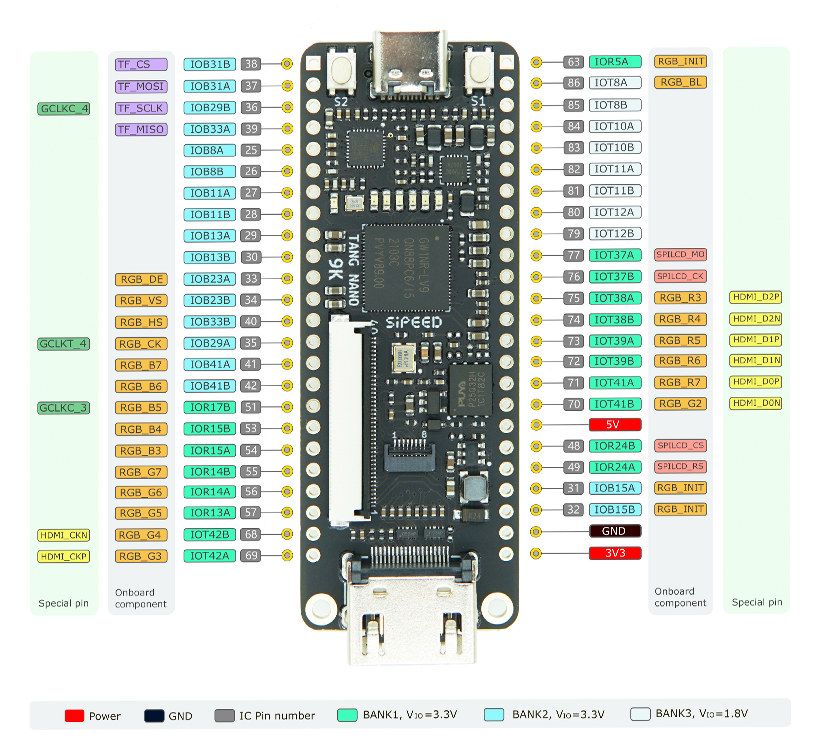 TF_CS IOB31B 38
TF_MOSI IOB31A 37
GCLKC_4 TF_SCLK IOB29B 36
TF_MISO IOB33A 39
IOB8A 25
IOB8B 26
IOB11A 27
IOB11B 28
IOB13A 29
IOB13B 30
RGB_DE IOB23A 33
RGB_VS IOB23B 34
RGB_HS IOB33B 40
GCLKT_4 RGB_CK IOB29A 35
RGB_B7 IOB41A 41
RGB_B6 IOB41B 42
GCLKC_3 RGB_B5 IOR17B 51
RGB_B4 IOR15B 53
RGB_B3 IOR15A 54
RGB_G7 IOR14B 55
RGB_G6 IOR14A 56
RGB_G5 IOR13A 57
HDMI_CKN RGB_G4 IOT42B 68
HDMI_CKP RGB_G3 IOT42A 69
Special pin
Onboard
component
S2
S1
TANG NANO
9K
SiPEED
1 8
63 IOR5A RGB_INIT
86 IOT8A RGB_BL
85 IOT8B
84 IOT10A
83 IOT10B
82 IOT11A
81 IOT11B
80 IOT12A
79 IOT12B
77 IOT37A SPILCD_MO
76 IOT37B SPILCD_CK
75 IOT38A RGB_R3 HDMI_D2P
74 IOT38B RGB_R4 HDMI_D2N
73 IOT39A RGB_R5 HDMI_D1P
72 IOT39B RGB_R6 HDMI_D1N
71 IOT41A RGB_R7 HDMI_D0P
70 IOT41B RGB_G2 HDMI_D0N
5V
48 IOR24B SPILCD_CS
49 IOR24A SPILCD_RS
31 IOB15A RGB_INIT
32 IOB15B RGB_INIT
GND
3V3
Onboard
component
Special pin
Power GND IC Pin number BANK1, VIO=3.3V BANK2, VIO=3.3V BANK3, VIO=1.8V